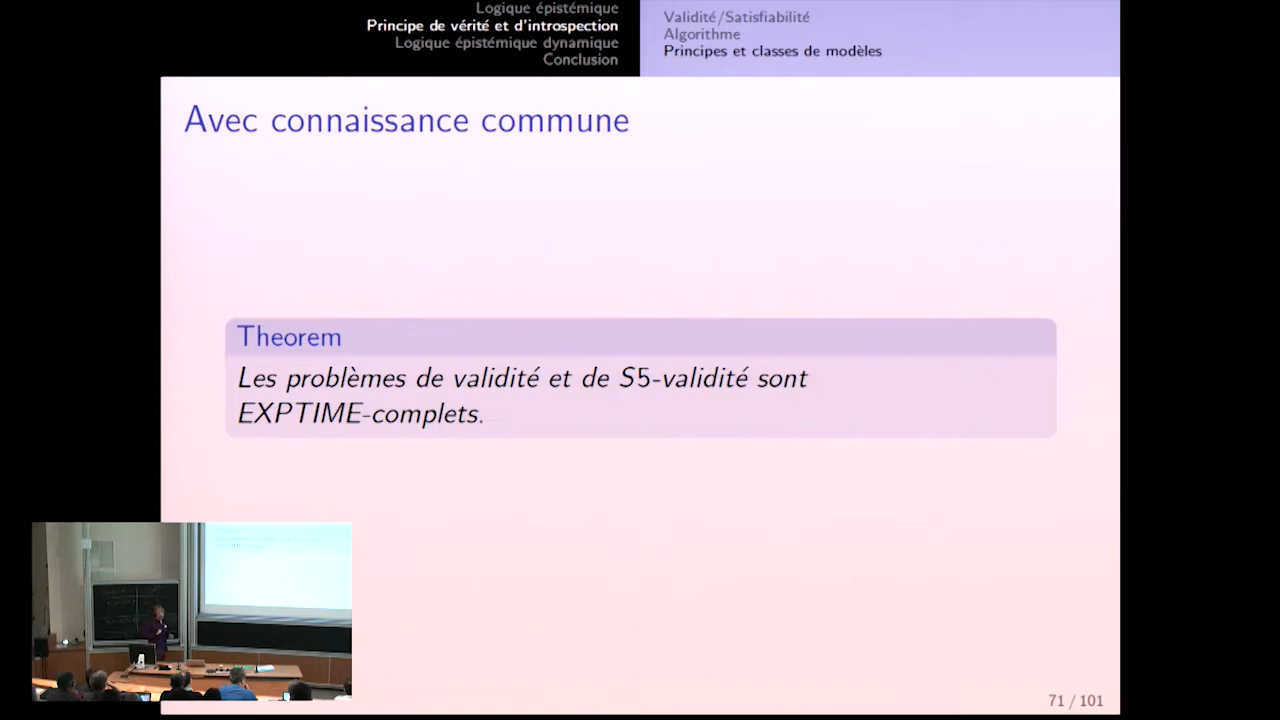 Logique épistémique
Principe de vérité et d'introspection
Logique épistémique dynamique
Conclusion
Validité/Satisfiabilité
Algorithme
Principes et classes de modèles
Avec connaissance commune
Theorem
Les problèmes de validité et de S5-validité sont
EXPTIME-complets.
71 / 101